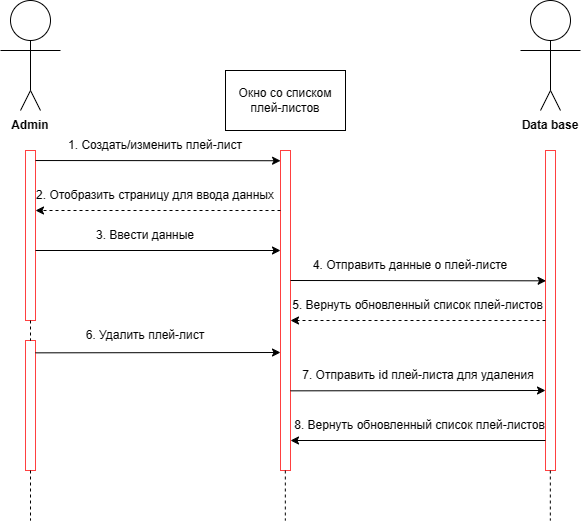 Окно со списком
плей-листов
Admin
Data base
1. Создать/изменить плей-лист
2. Отобразить страницу для ввода данных
3. Ввести данные
4. Отправить данные о плей-листе
5. Вернуть обновленный список плей-листов
6. Удалить плей-лист
7. Отправить id плей-листа для удаления
8. Вернуть обновленный список плей-листов